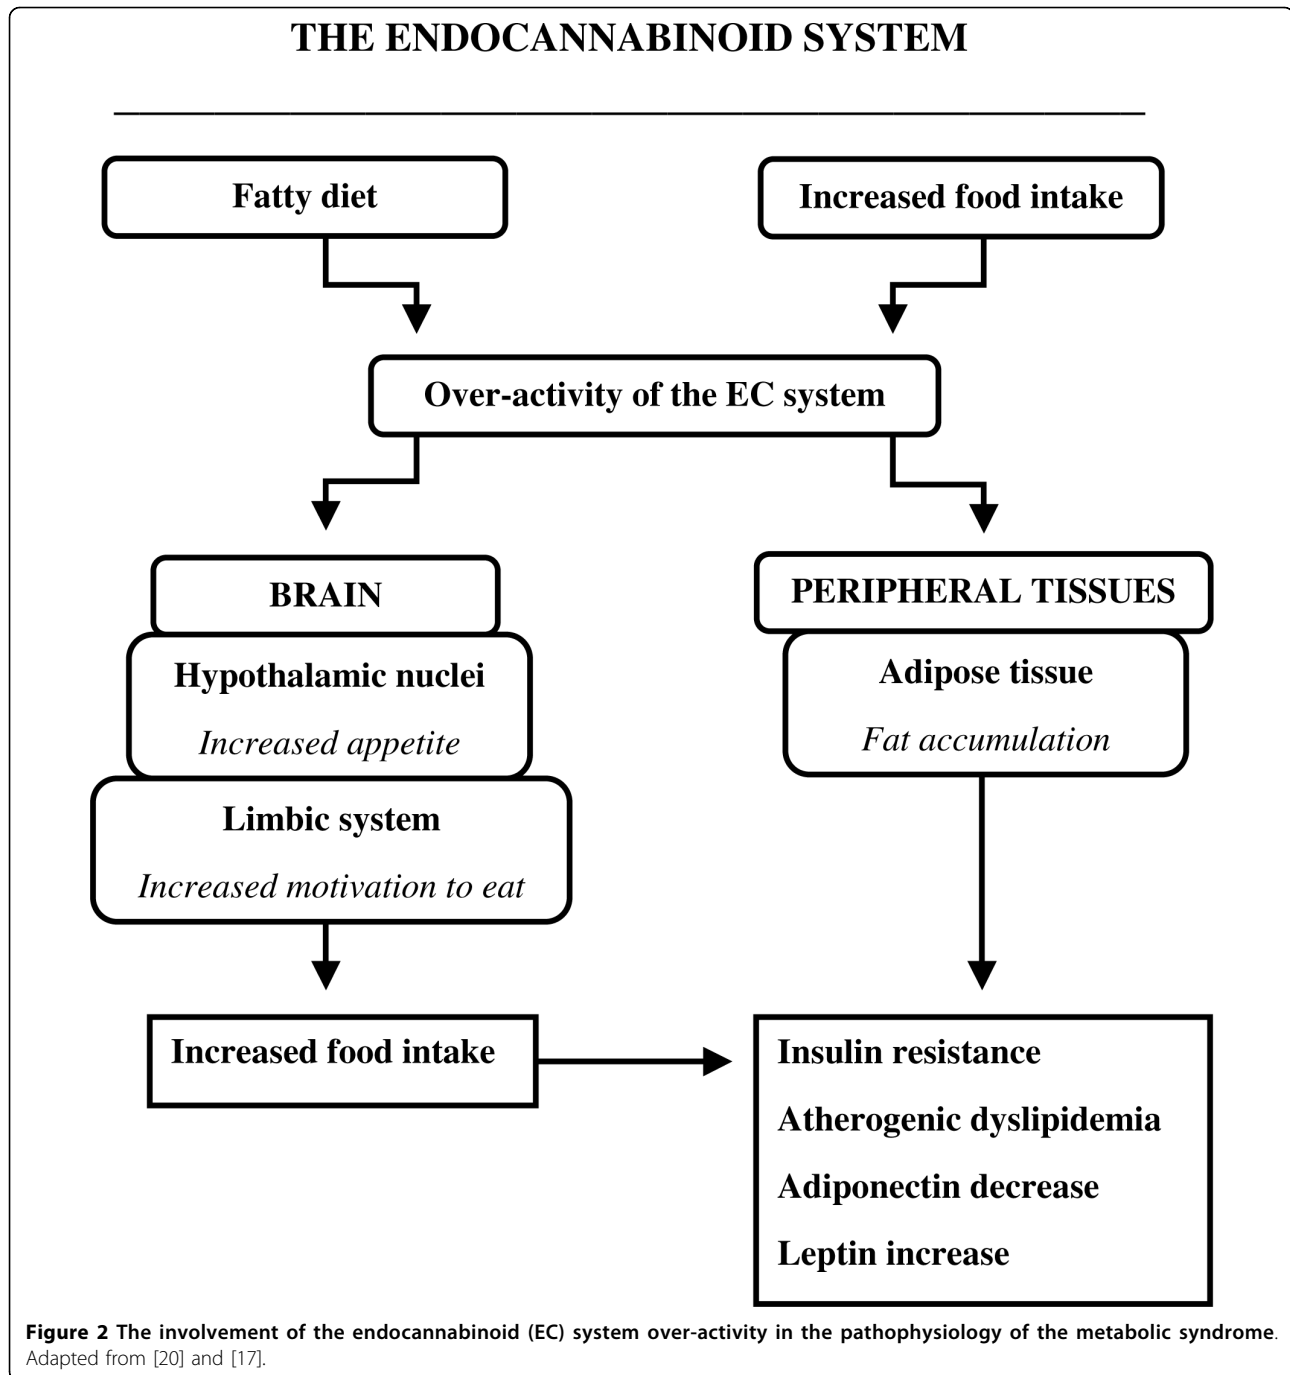 THE ENDOCANNABINOID SYSTEM
Fatty diet
Increased food intake
Over-activity of the EC system
BRAIN
Hypothalamic nuclei
Increased appetite
Limbic system
Increased motivation to eat
PERIPHERAL TISSUES
Adipose tissue
Fat accumulation
Increased food intake
Insulin resistance
Atherogenic dyslipidemia
Adiponectin decrease
Leptin increase
Figure 2 The involvement of the endocannabinoid (EC) system over-activity in the pathophysiology of the metabolic syndrome.
Adapted from [20] and [17].